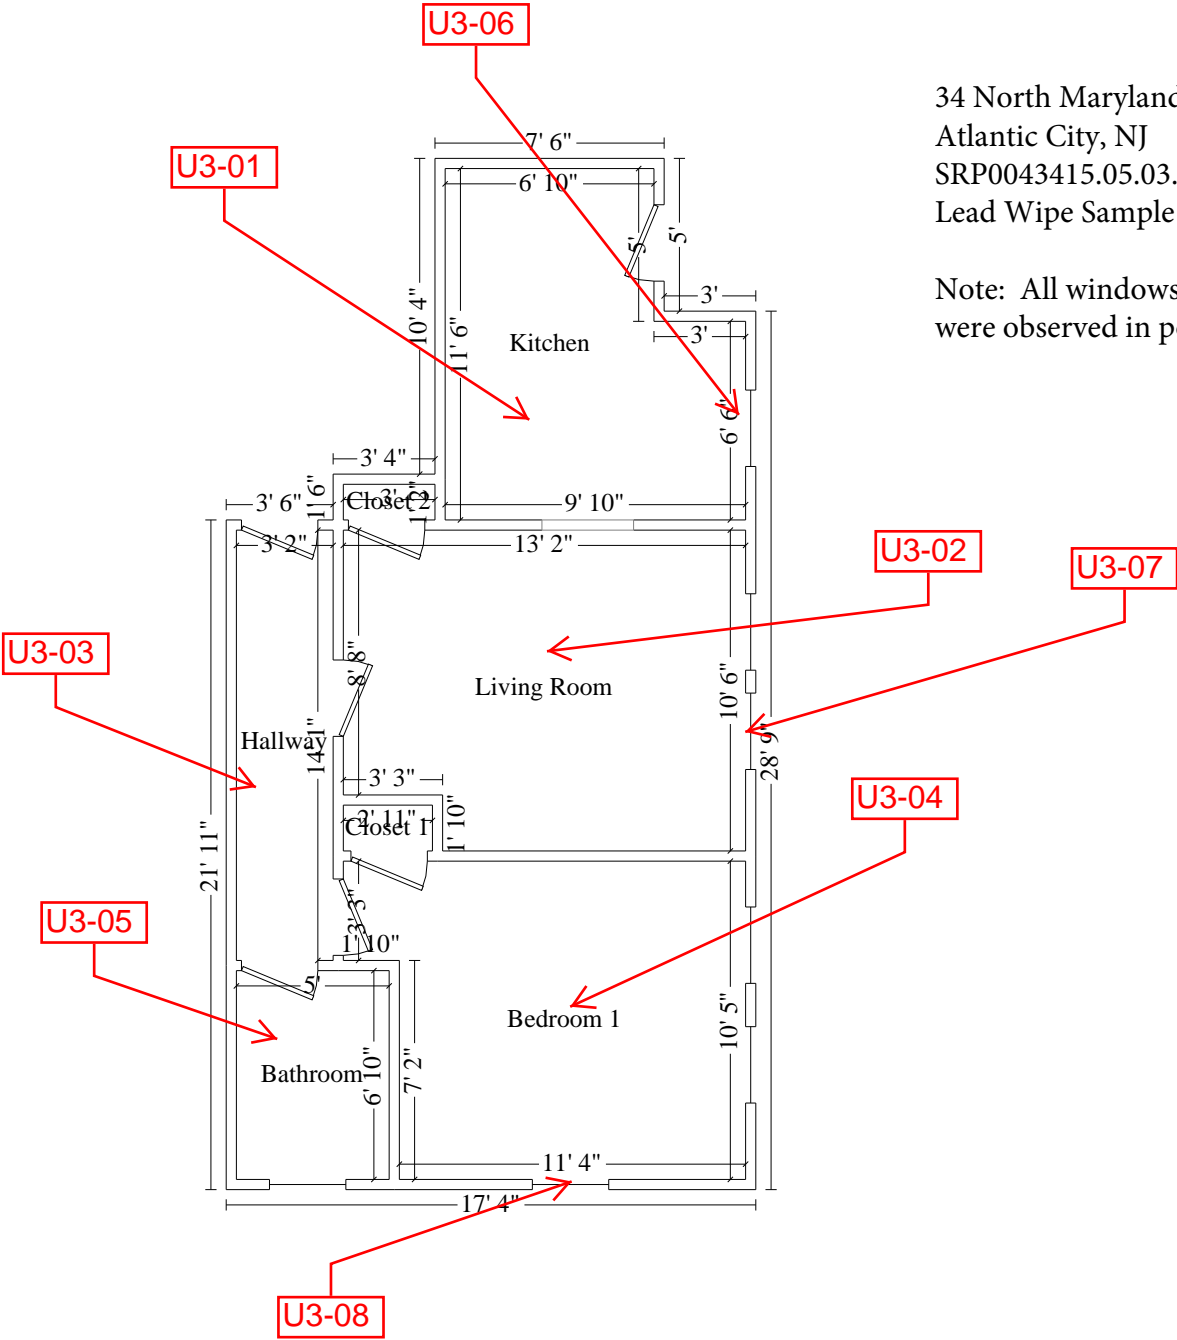 U3-06
34 North Maryland
Atlantic City, NJ
SRP0043415.05.03.
Lead Wipe Sample
Note: All windows
were observed in
U3-01
7' 6"
6' 10"
5'
5'
3'
3'
10' 4"
11' 6"
Kitchen
6' 6"
3' 4"
3' 6"
1' 6"
Closet 2
3'
1' 2"
9' 10"
3' 2"
13' 2"
U3-02
U3-07
U3-03
8' 8"
Living Room
10' 6"
Hallway
14' 1"
28' 9"
3' 3"
U3-04
2' 11"
Closet 1
1' 10"
21' 11"
U3-05
3' 3"
1' 10"
5'
Bedroom 1
10' 5"
Bathroom
6' 10"
7' 2"
11' 4"
17' 4"
U3-08